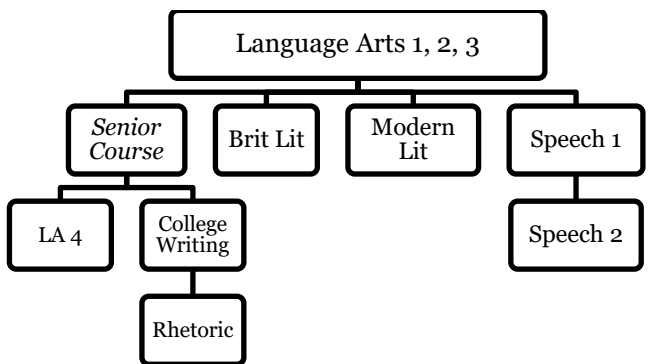 Language Arts 1, 2, 3
Senior
Course
Brit Lit
Modern
Lit
Speech 1
LA 4
College
Writing
Speech 2
Rhetoric